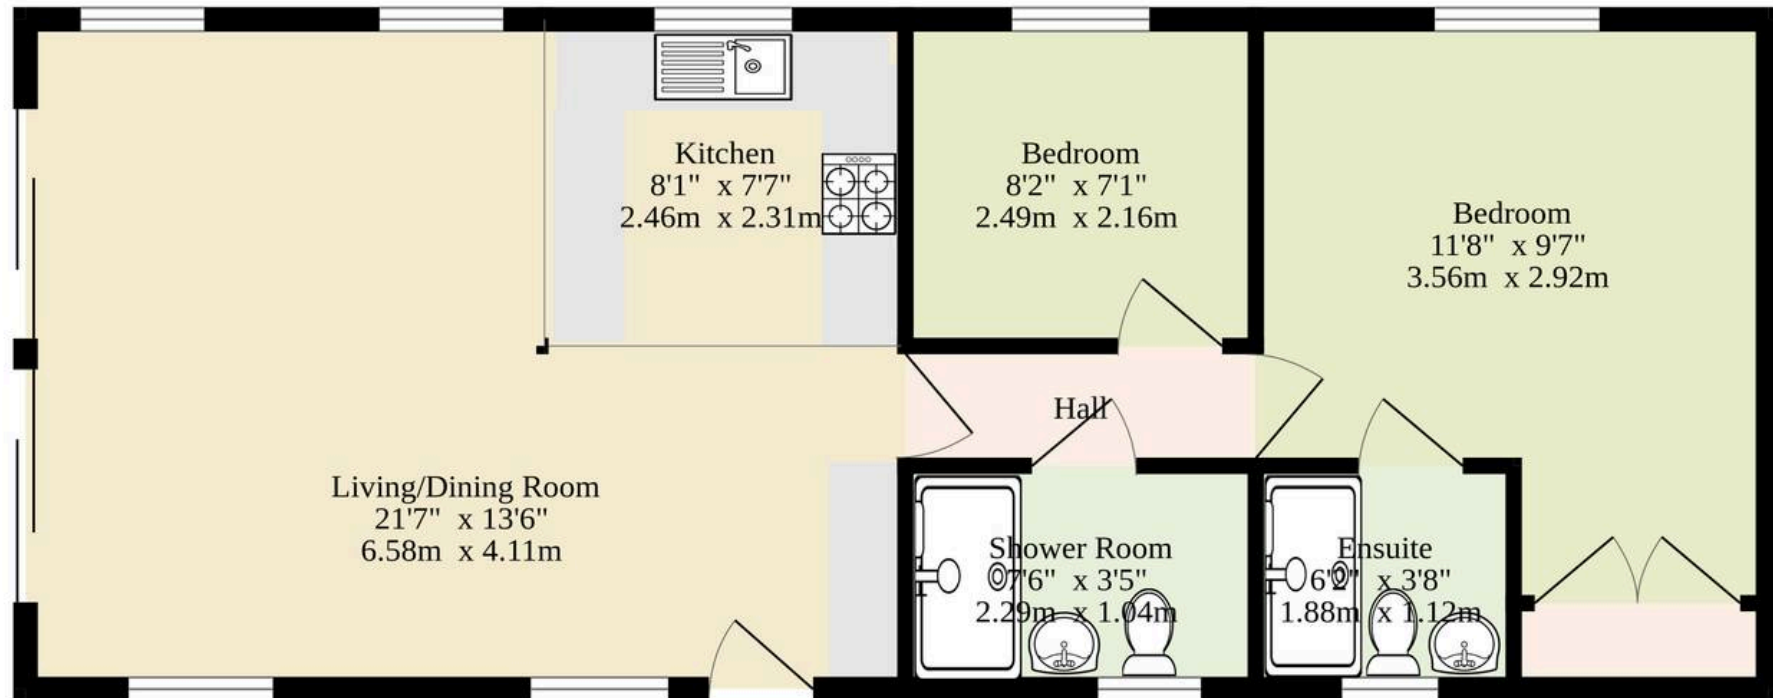 Kitchen
8'1" x 7'7"
2.46m x 2.31m
Bedroom
8'2" x 7'1"
2.49m x 2.16m
Bedroom
11'8" x 9'7"
3.56m x 2.92m
Hall
Living/Dining Room
21'7" x 13'6"
6.58m x 4.11m
Shower Room
7'6" x 3'5"
2.29m x 1.04m
Ensuite
6'2" x 3'8"
1.88m x 1.12m